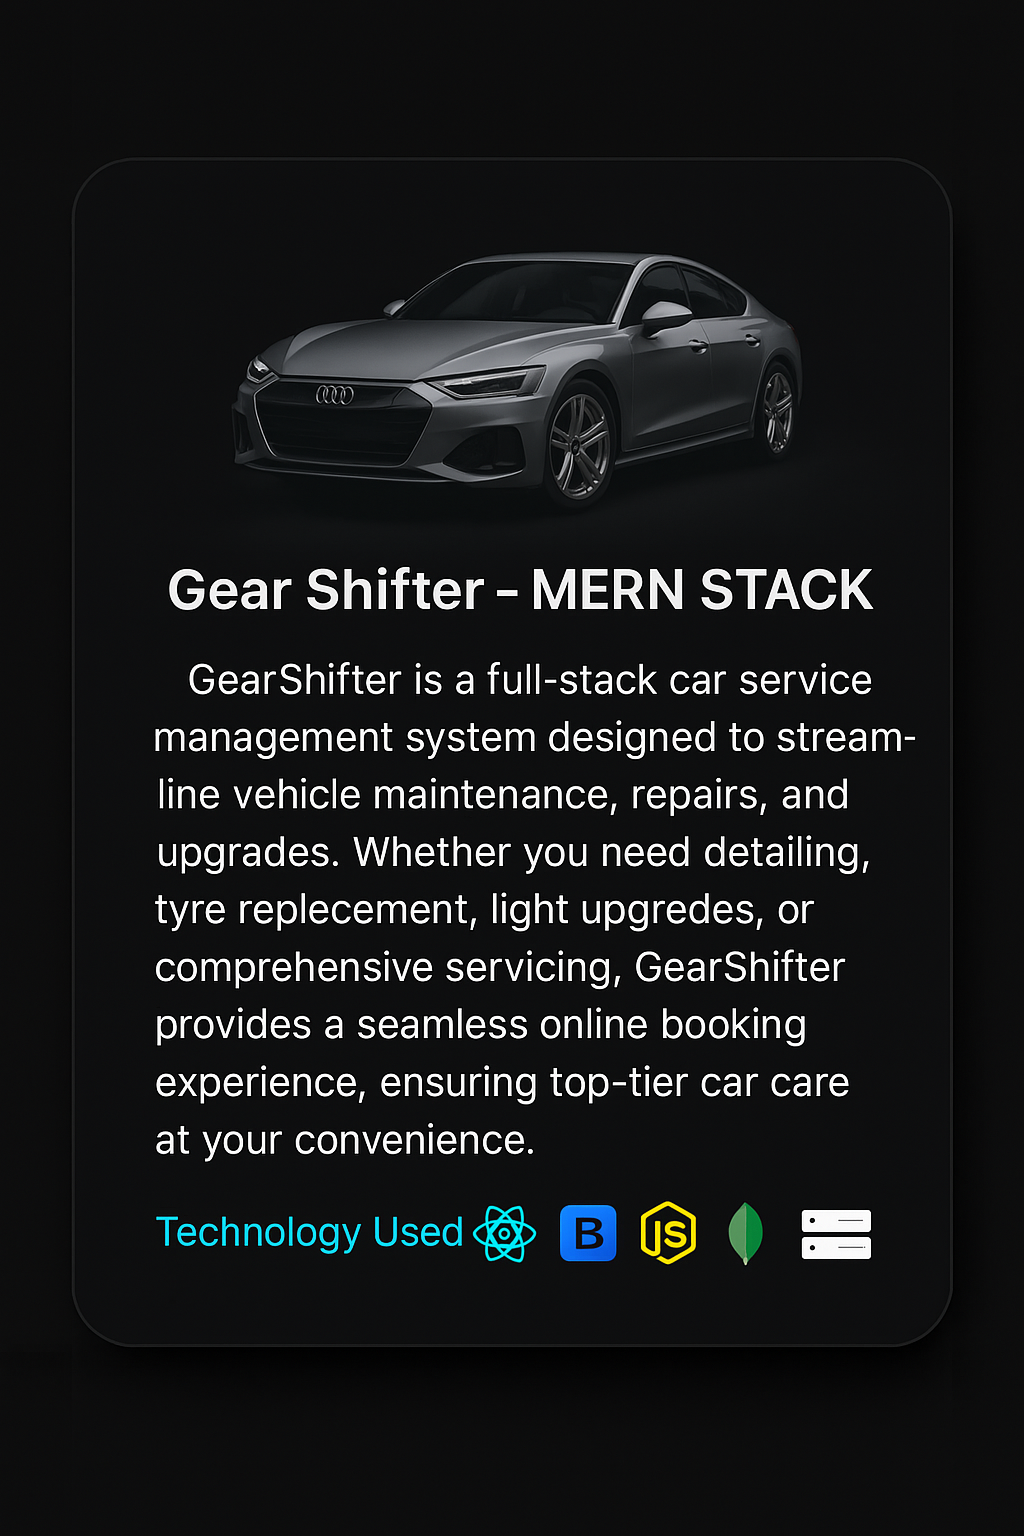 Gear Shifter - MERN STACK
GearShifter is a full-stack car service
management system designed to stream-
line vehicle maintenance, repairs, and
upgrades. Whether you need detailing,
tyre replecement, light upgredes, or
comprehensive servicing, GearShifter
provides a seamless online booking
experience, ensuring top-tier car care
at your convenience.
Technology Used B JS